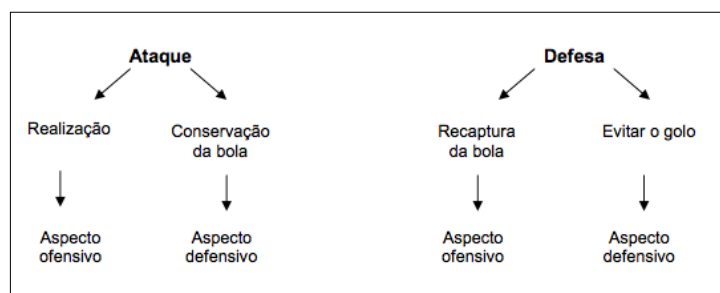 Ataque
Defesa
Realização
Conservação
da bola
Recaptura
da bola
Evitar o golo
Aspecto
ofensivo
Aspecto
defensivo
Aspecto
ofensivo
Aspecto
defensivo